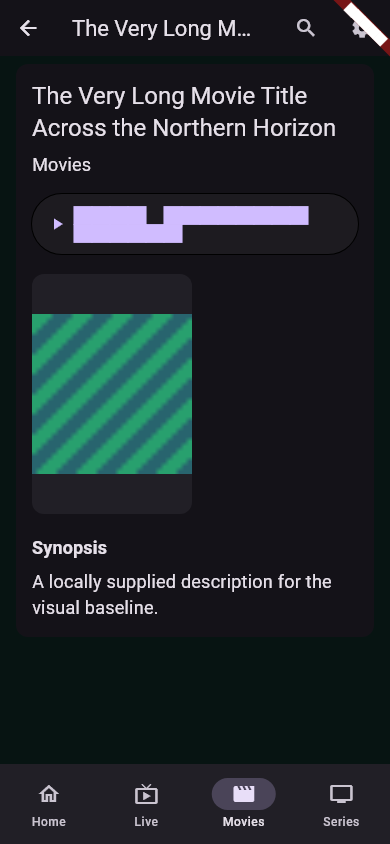 The Very Long M...
The Very Long Movie Title
Across the Northern Horizon
Movies
Synopsis
A locally supplied description for the
visual baseline.
Home
Live
Movies
Series